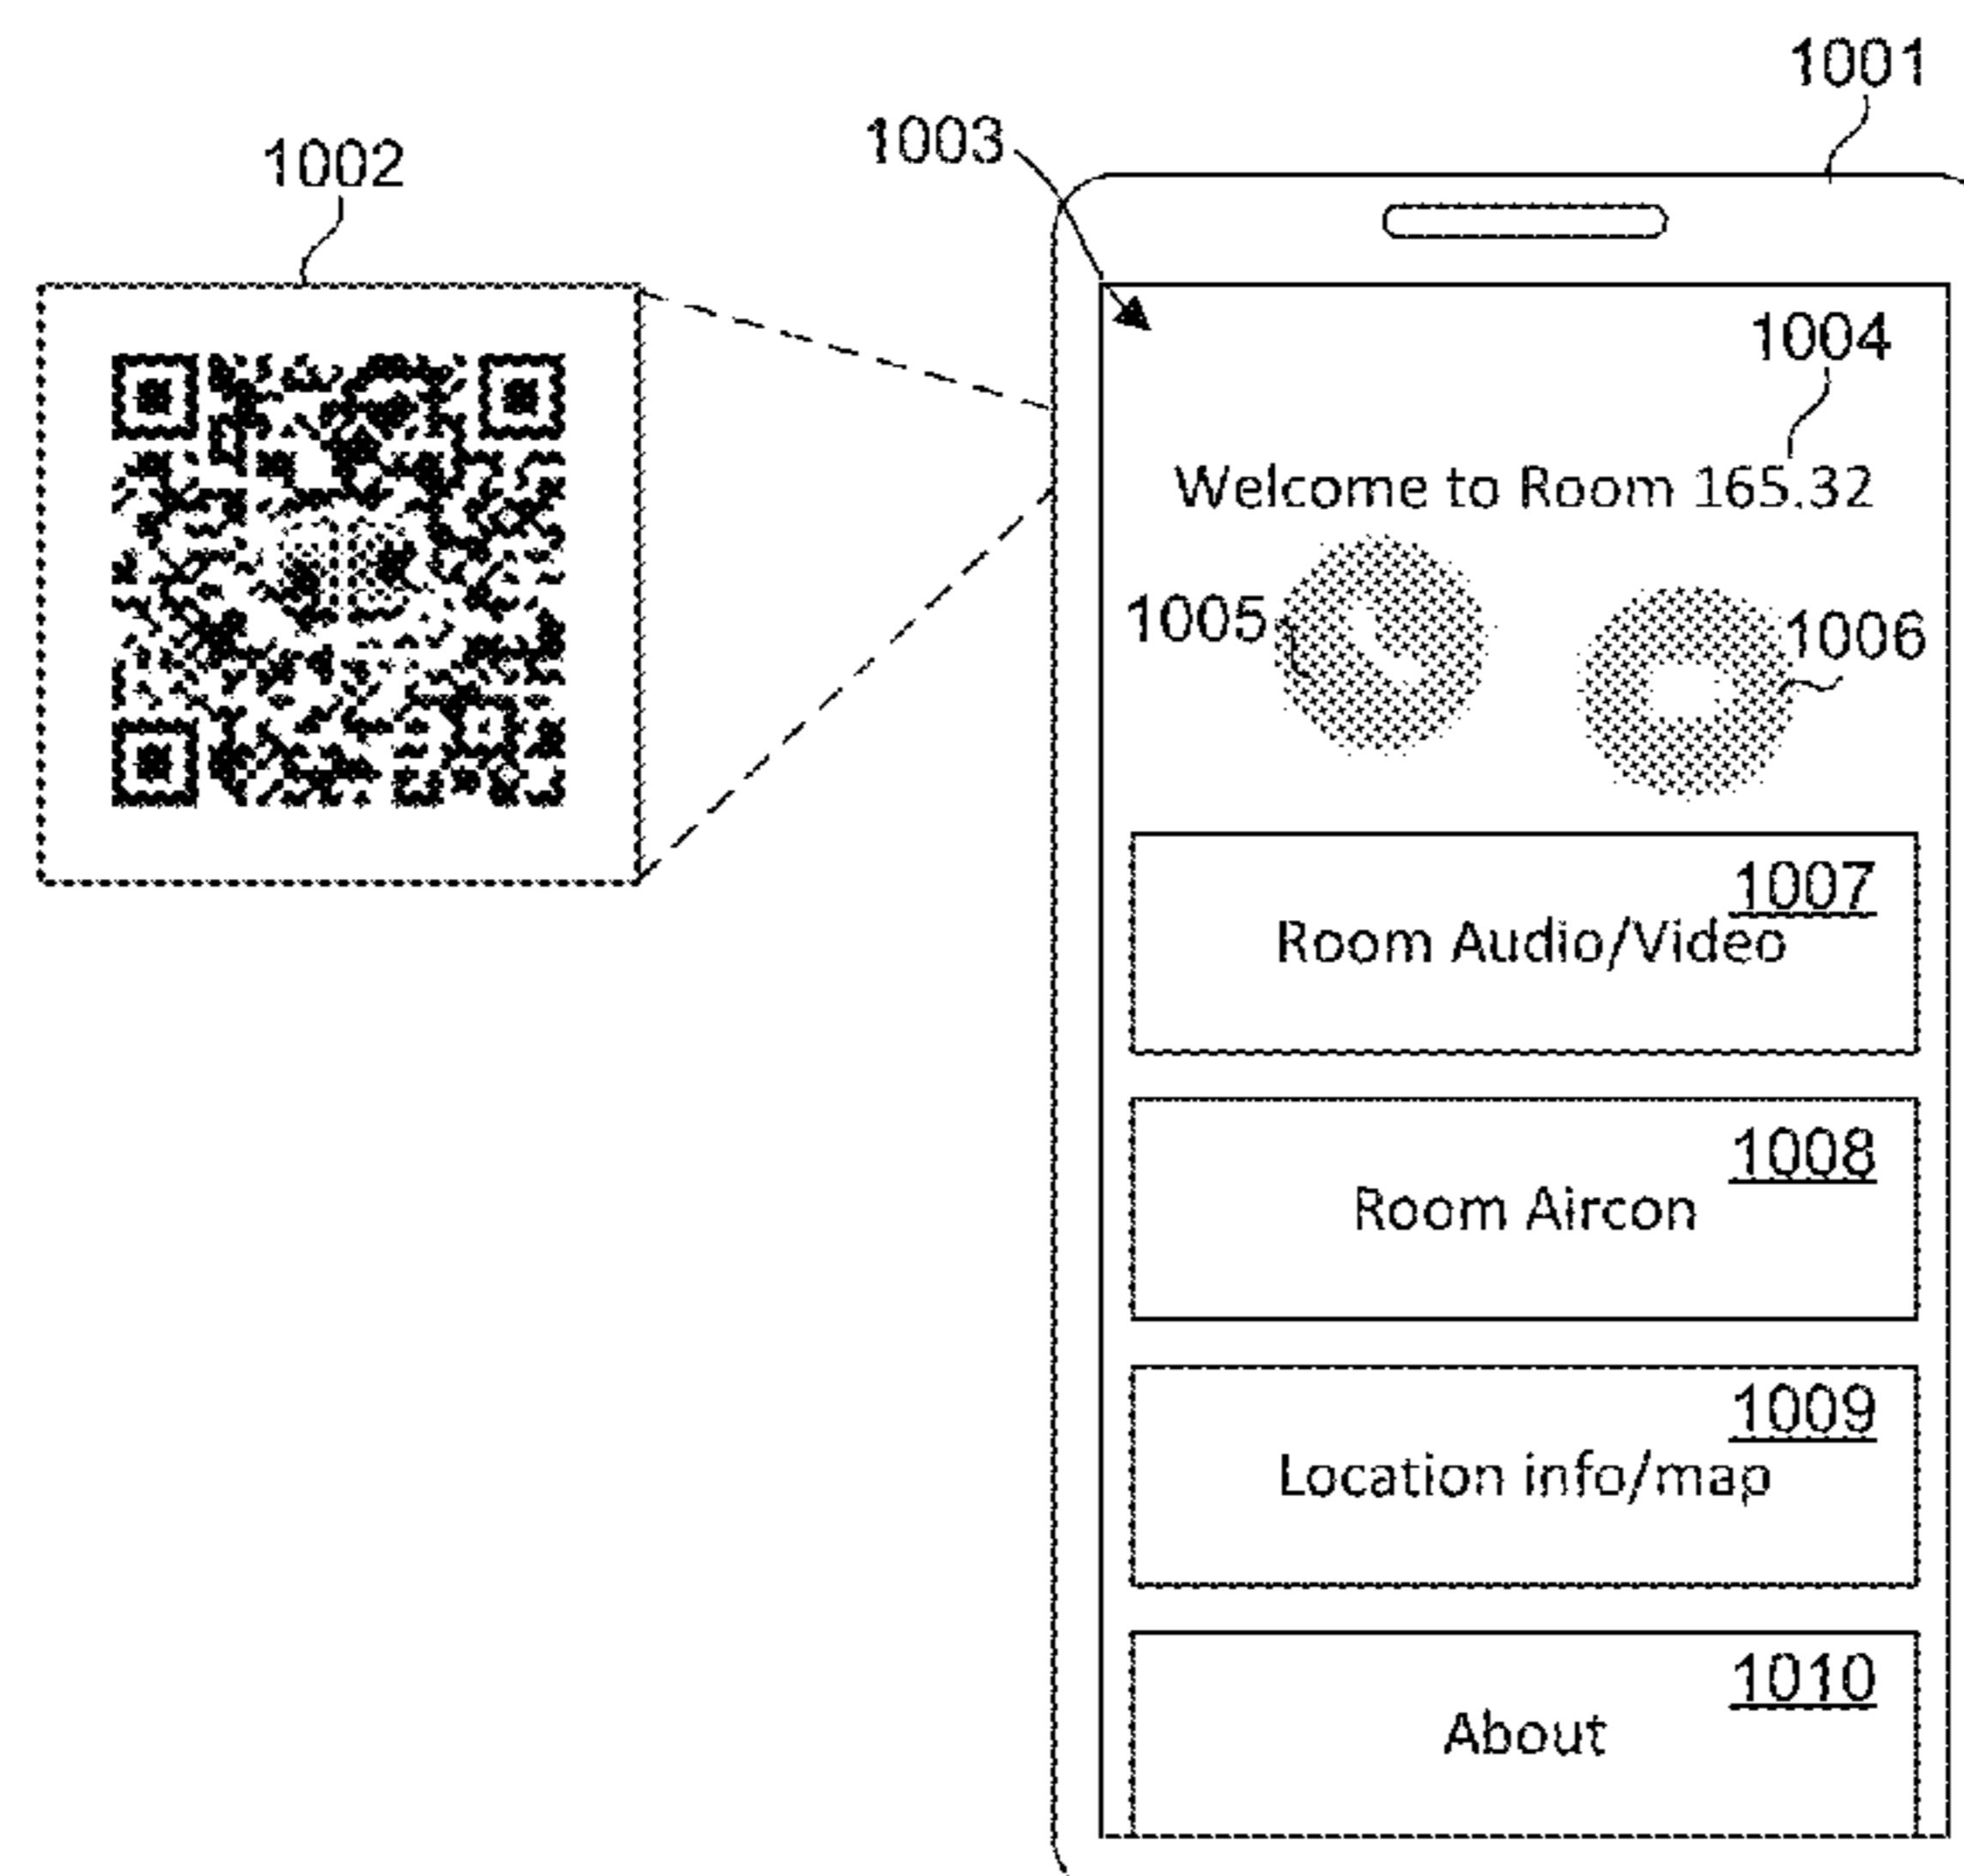 1001
1003
1002
1004
Welcome to Room 165.32
1005
1006
1007
Room Audio/Video
1008
Room Aircon
1009
Location info/map
1010
About